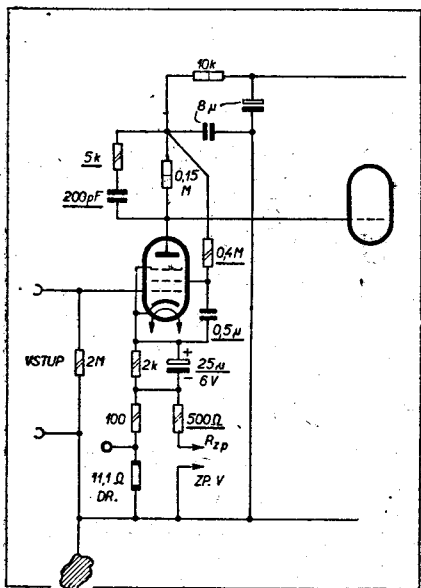 10k
8µ
5k
0,15
M
200pF
0,4M
0,5µ
VSTUP
2M
2k
+
25µ
-
6V
100
500Ω
Rzp
11,1Ω
DR.
ZP. V